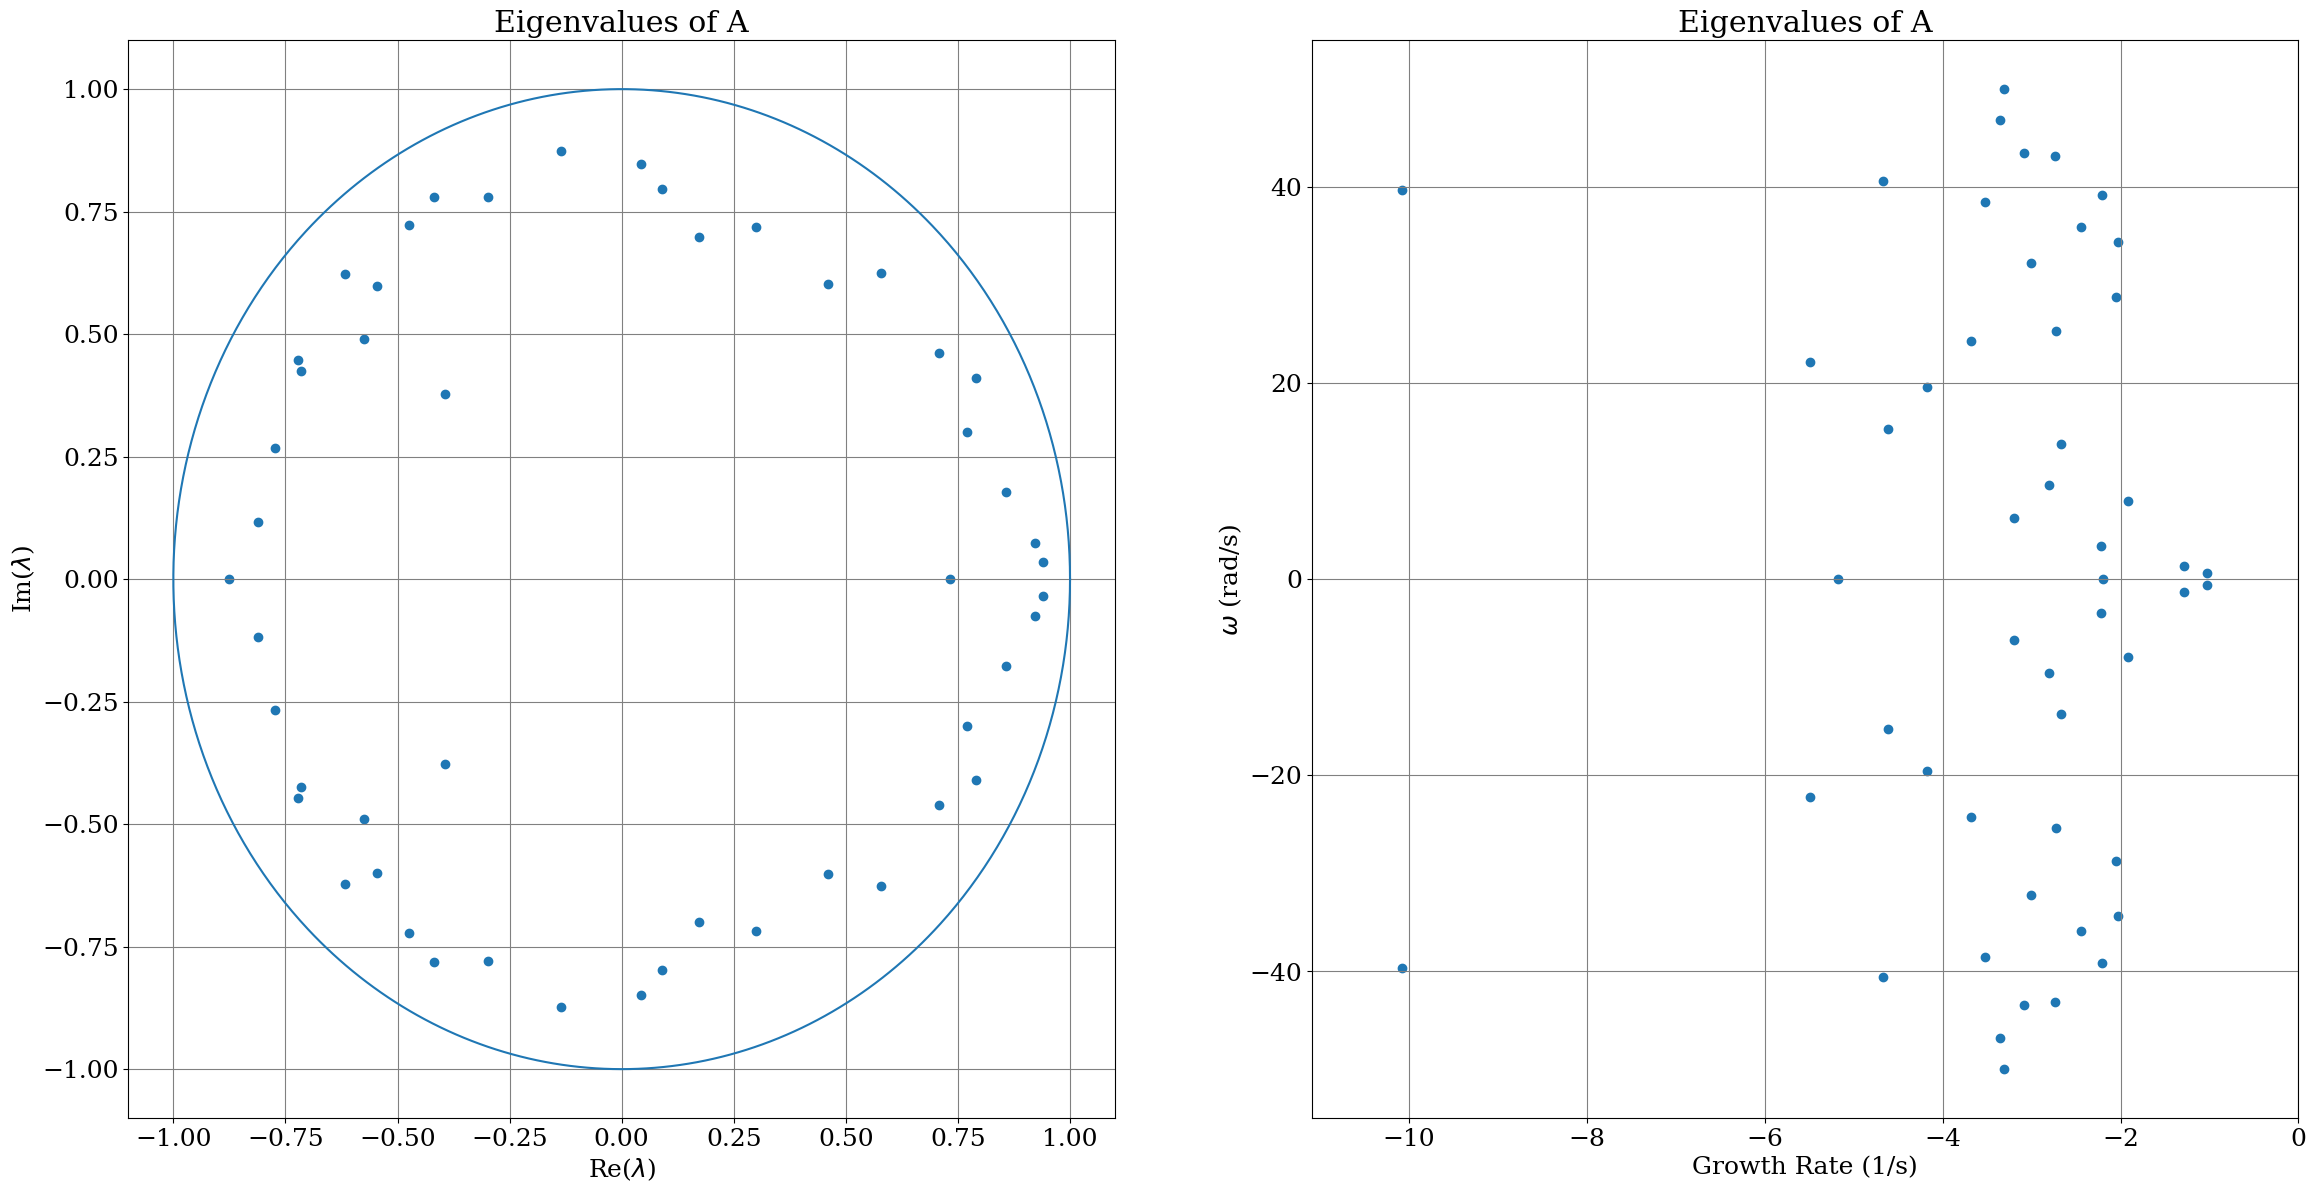 Eigenvalues of A
1.00
0.75
0.50
0.25
0.00
−0.25
−0.50
−0.75
−1.00
Im(λ)
−1.00 −0.75 −0.50 −0.25 0.00 0.25 0.50 0.75 1.00
Re(λ)
Eigenvalues of A
40
20
0
−20
−40
ω (rad/s)
−10 −8 −6 −4 −2 0
Growth Rate (1/s)